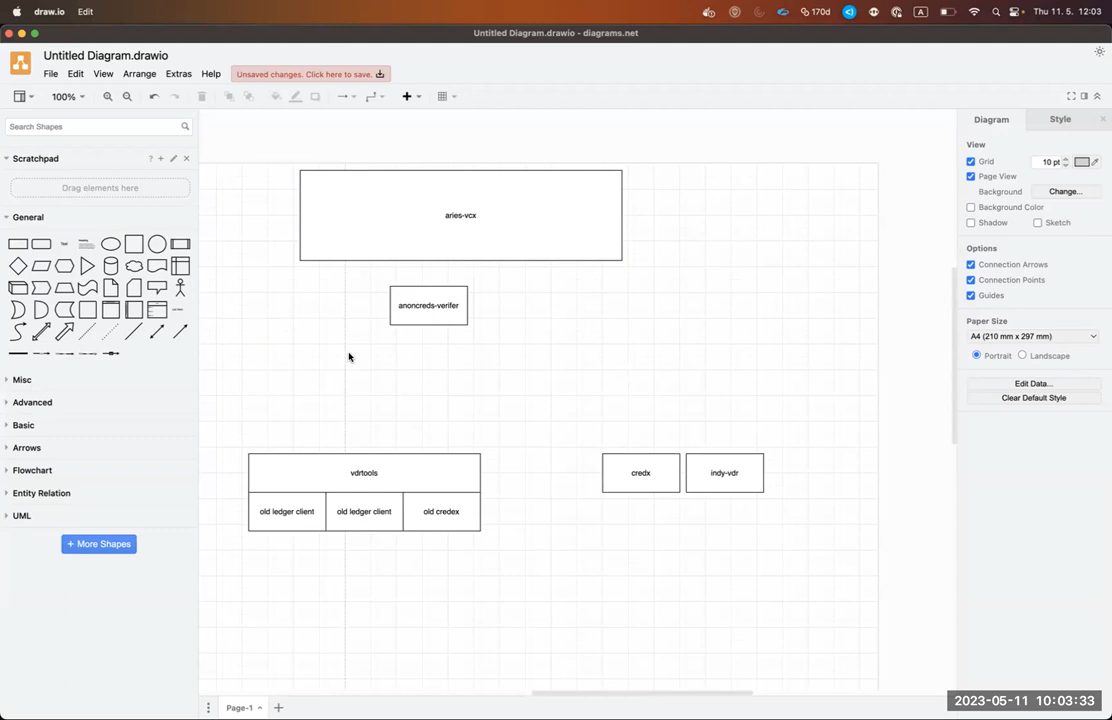 draw.io Edit 170d A Thu 11. 5. 12:03
Untitled Diagram.drawio - diagrams.net
Untitled Diagram.drawio
File Edit View Arrange Extras Help Unsaved changes. Click here to save.
100%
Search Shapes
Scratchpad
?
Drag elements here
General
Text
Heading
List Item
Misc
Advanced
Basic
Arrows
Flowchart
Entity Relation
UML
+ More Shapes
aries-vcx
anoncreds-verifer
vdrtools
old ledger client old ledger client old credex
credx indy-vdr
Diagram Style
View
Grid 10 pt
Page View
Background Change...
Background Color
Shadow Sketch
Options
Connection Arrows
Connection Points
Guides
Paper Size
A4 (210 mm x 297 mm)
Portrait Landscape
Edit Data...
Clear Default Style
Page-1
2023-05-11 10:03:33